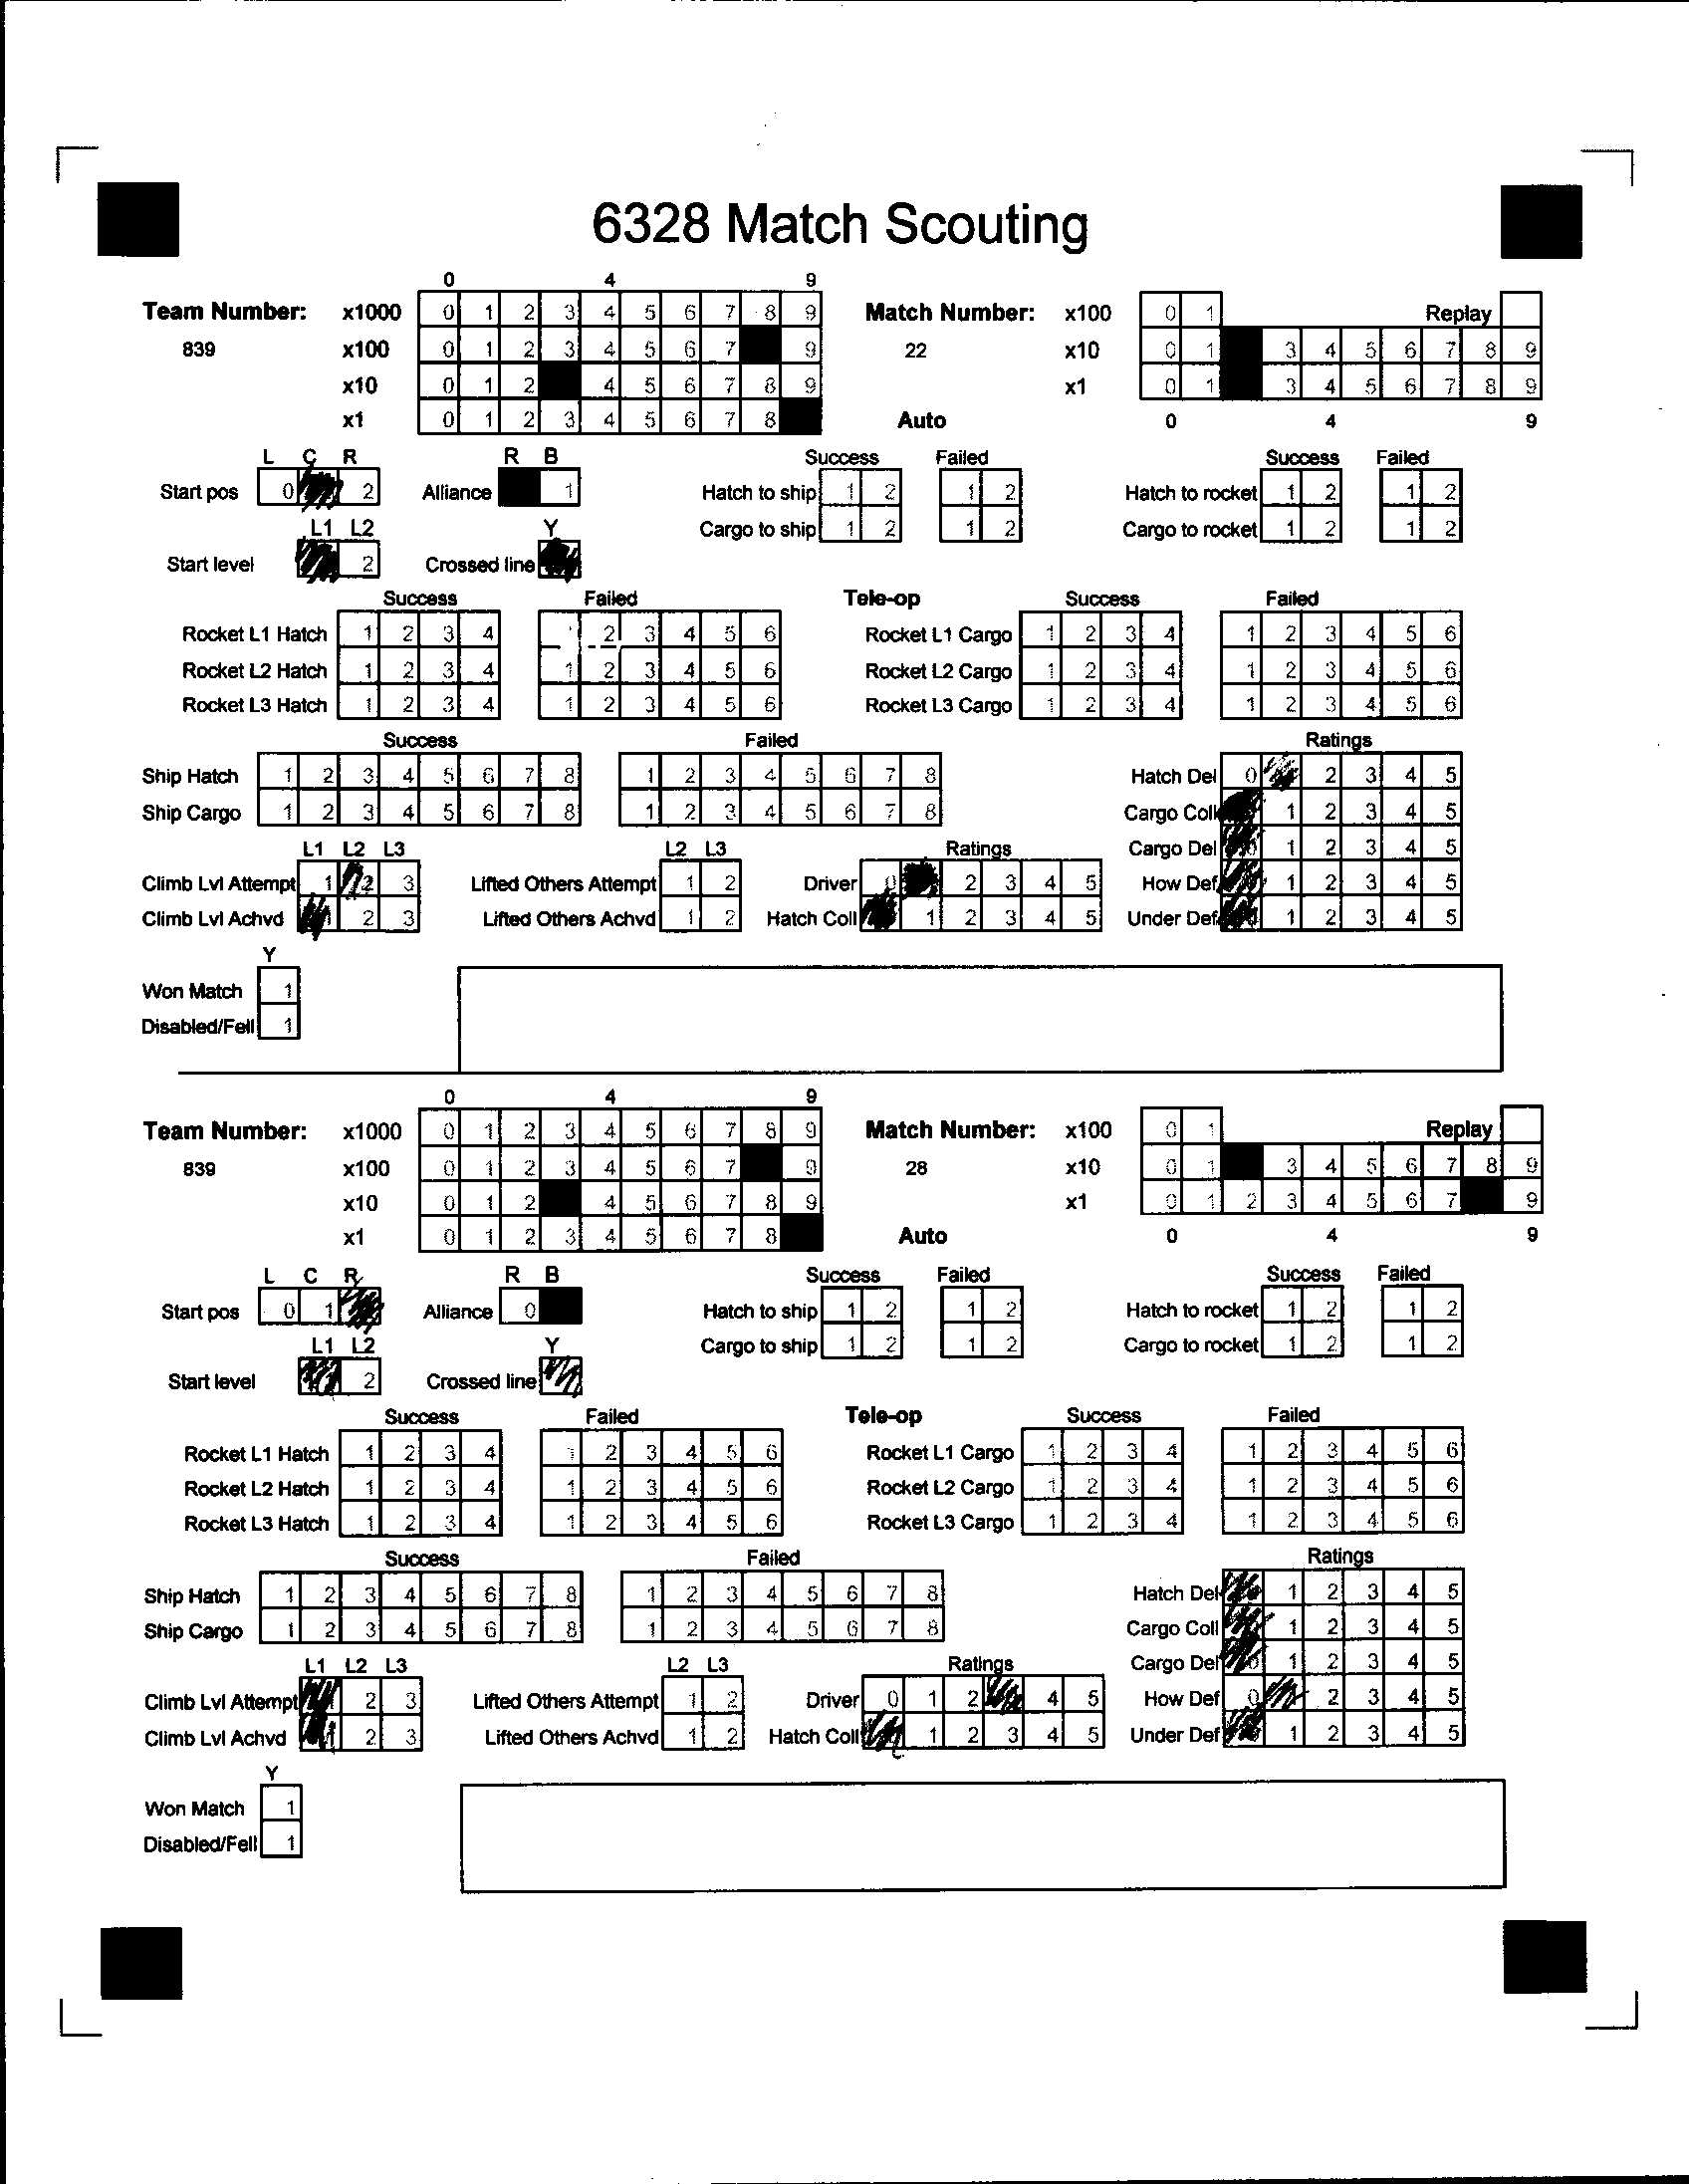 6328 Match Scouting
0 4 9
Team Number: x1000 0 1 2 3 4 5 6 7 8 9 Match Number: x100 0 1 Replay
839 x100 0 1 2 3 4 5 6 7 9 22 x10 0 1 3 4 5 6 7 8 9
x10 0 1 2 4 5 6 7 8 9 x1 0 1 3 4 5 6 7 8 9
x1 0 1 2 3 4 5 6 7 8 Auto 0 4 9
L C R R B Success Failed Success Failed
Start pos 0 2 Alliance 1 Hatch to ship 1 2 1 2 Hatch to rocket 1 2 1 2
L1 L2 Y Cargo to ship 1 2 1 2 Cargo to rocket 1 2 1 2
Start level 2 Crossed line
Success Failed Tele-op Success Failed
Rocket L1 Hatch 1 2 3 4 1 2 3 4 5 6 Rocket L1 Cargo 1 2 3 4 1 2 3 4 5 6
Rocket L2 Hatch 1 2 3 4 1 2 3 4 5 6 Rocket L2 Cargo 1 2 3 4 1 2 3 4 5 6
Rocket L3 Hatch 1 2 3 4 1 2 3 4 5 6 Rocket L3 Cargo 1 2 3 4 1 2 3 4 5 6
Success Failed Ratings
Ship Hatch 1 2 3 4 5 6 7 8 1 2 3 4 5 6 7 8 Hatch Del 0 2 3 4 5
Ship Cargo 1 2 3 4 5 6 7 8 1 2 3 4 5 6 7 8 Cargo Coll 1 2 3 4 5
L1 L2 L3 L2 L3 Ratings Cargo Del 1 2 3 4 5
Climb Lvl Attempt 1 2 3 Lifted Others Attempt 1 2 Driver 0 2 3 4 5 How Def 1 2 3 4 5
Climb Lvl Achvd 2 3 Lifted Others Achvd 1 2 Hatch Coll 1 2 3 4 5 Under Def 1 2 3 4 5
Y
Won Match 1
Disabled/Fell 1
0 4 9
Team Number: x1000 0 1 2 3 4 5 6 7 8 9 Match Number: x100 0 1 Replay
839 x100 0 1 2 3 4 5 6 7 9 28 x10 0 1 3 4 5 6 7 8 9
x10 0 1 2 4 5 6 7 8 9 x1 0 1 2 3 4 5 6 7 9
x1 0 1 2 3 4 5 6 7 8 Auto 0 4 9
L C R R B Success Failed Success Failed
Start pos 0 1 Alliance 0 Hatch to ship 1 2 1 2 Hatch to rocket 1 2 1 2
L1 L2 Y Cargo to ship 1 2 1 2 Cargo to rocket 1 2 1 2
Start level 2 Crossed line
Success Failed Tele-op Success Failed
Rocket L1 Hatch 1 2 3 4 1 2 3 4 5 6 Rocket L1 Cargo 1 2 3 4 1 2 3 4 5 6
Rocket L2 Hatch 1 2 3 4 1 2 3 4 5 6 Rocket L2 Cargo 1 2 3 4 1 2 3 4 5 6
Rocket L3 Hatch 1 2 3 4 1 2 3 4 5 6 Rocket L3 Cargo 1 2 3 4 1 2 3 4 5 6
Success Failed Ratings
Ship Hatch 1 2 3 4 5 6 7 8 1 2 3 4 5 6 7 8 Hatch Del 1 2 3 4 5
Ship Cargo 1 2 3 4 5 6 7 8 1 2 3 4 5 6 7 8 Cargo Coll 1 2 3 4 5
L1 L2 L3 L2 L3 Ratings Cargo Del 1 2 3 4 5
Climb Lvl Attempt 2 3 Lifted Others Attempt 1 2 Driver 0 1 2 4 5 How Def 0 2 3 4 5
Climb Lvl Achvd 1 2 3 Lifted Others Achvd 1 2 Hatch Coll 1 2 3 4 5 Under Def 1 2 3 4 5
Y
Won Match 1
Disabled/Fell 1